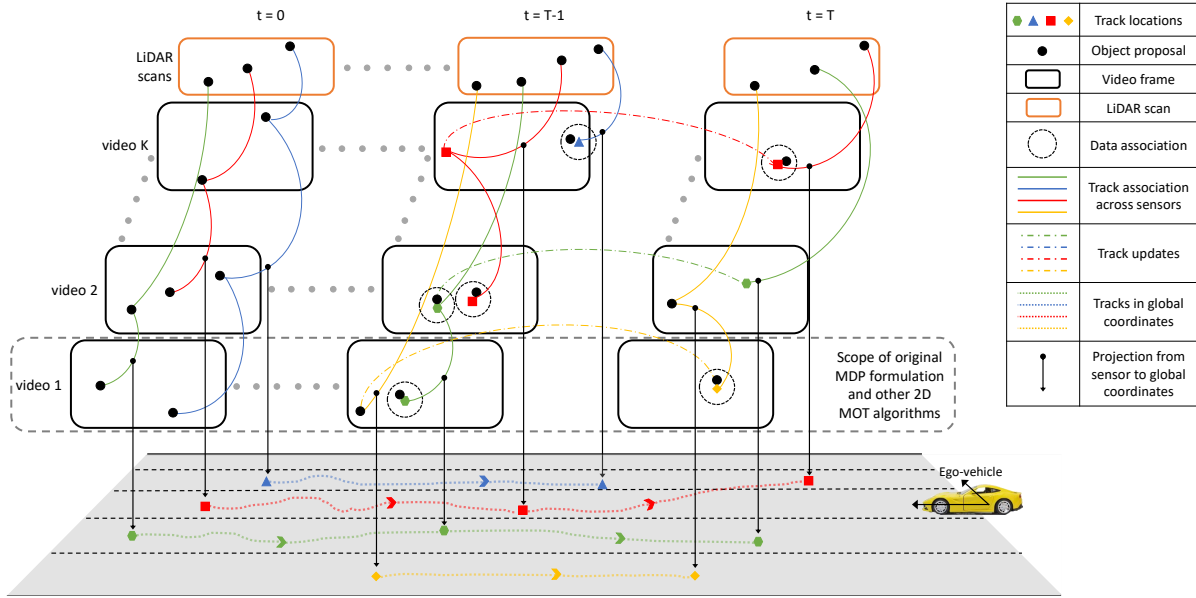 t = 0
t = T-1
t = T
LiDAR
scans
video K
video 2
video 1
Scope of original
MDP formulation
and other 2D
MOT algorithms
Ego-vehicle
Track locations
Object proposal
Video frame
LiDAR scan
Data association
Track association
across sensors
Track updates
Tracks in global
coordinates
Projection from
sensor to global
coordinates